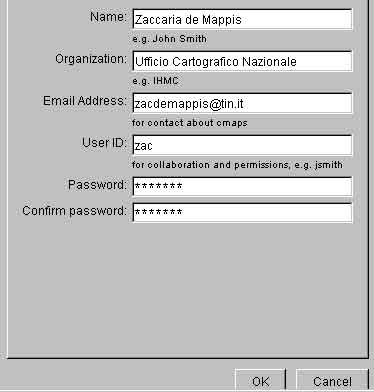 Name: Zaccaria de Mappis
e.g. John Smith
Organization: Ufficio Cartografico Nazionale
e.g. IHMC
Email Address: zacdemappis@tin.it
for contact about cmaps
User ID: zac
for collaboration and permissions, e.g. jsmith
Password: *******
Confirm password: *******
OK Cancel